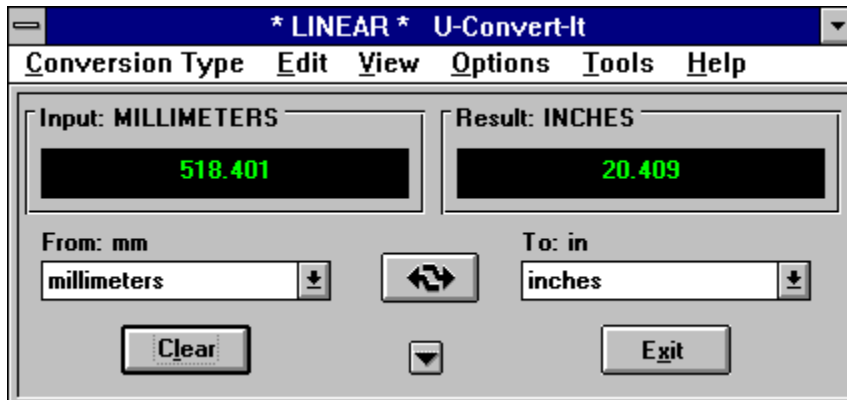 * LINEAR * U-Convert-It
Conversion Type Edit View Options Tools Help
Input: MILLIMETERS Result: INCHES
518.401 20.409
From: mm To: in
millimeters inches
Clear Exit